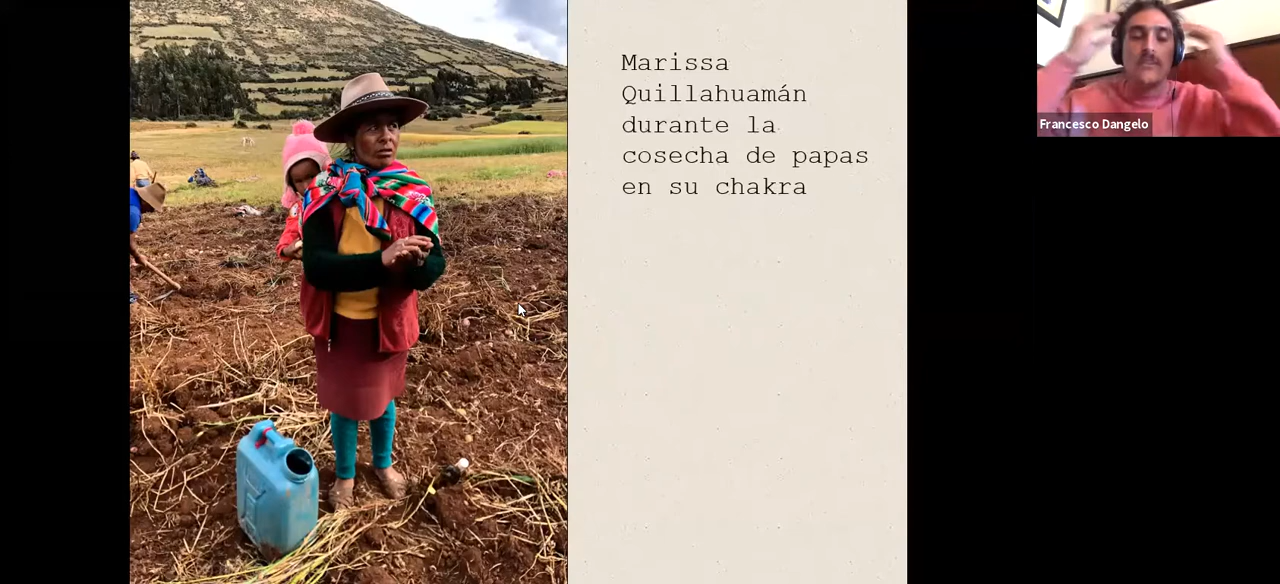 Marissa
Quillahuamán
durante la
cosecha de papas
en su chakra
Francesco Dangelo